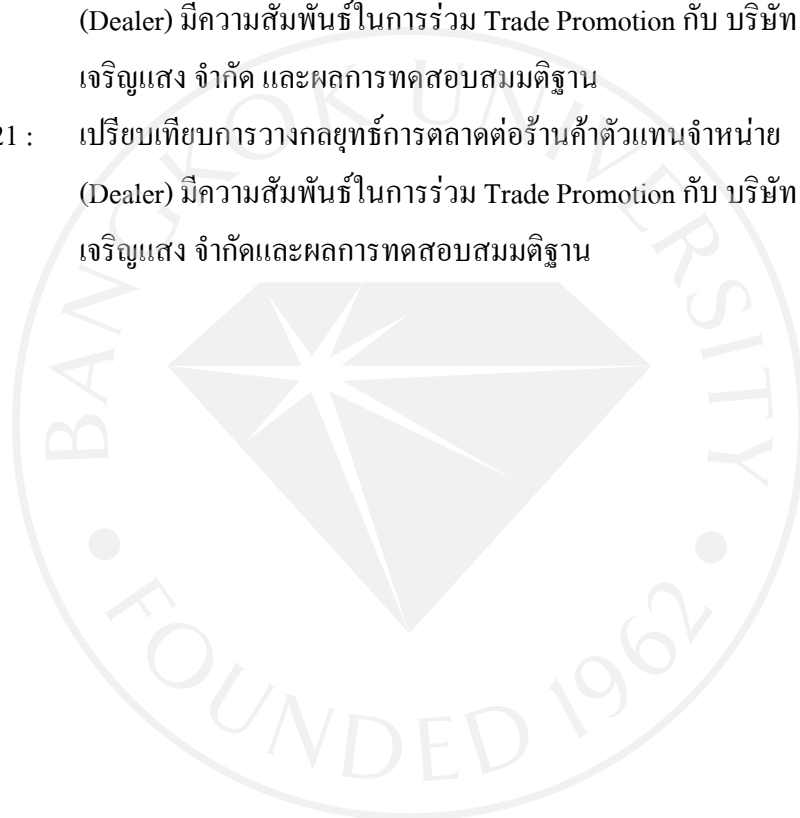 (Dealer) มีความสัมพันธ์ในการร่วม Trade Promotion กับ บริษัท
เจริญแสง จำกัด และผลการทดสอบสมมติฐาน
21 : เปรียบเทียบการวางกลยุทธ์การตลาดต่อร้านค้าตัวแทนจำหน่าย
(Dealer) มีความสัมพันธ์ในการร่วม Trade Promotion กับ บริษัท
เจริญแสง จำกัดและผลการทดสอบสมมติฐาน
BANGKOK UNIVERSITY
FOUNDED 1962